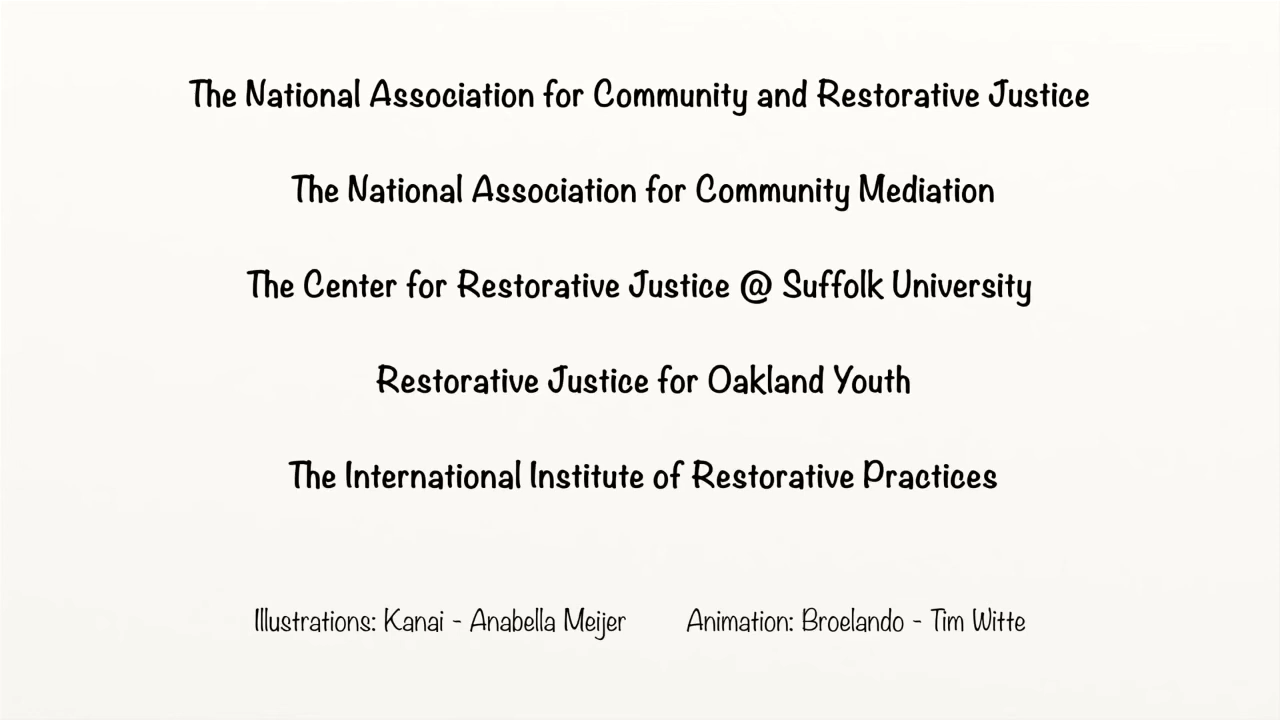 The National Association for Community and Restorative Justice
The National Association for Community Mediation
The Center for Restorative Justice @ Suffolk University
Restorative Justice for Oakland Youth
The International Institute of Restorative Practices
Illustrations: Kanai - Anabella Meijer Animation: Broelando - Tim Witte